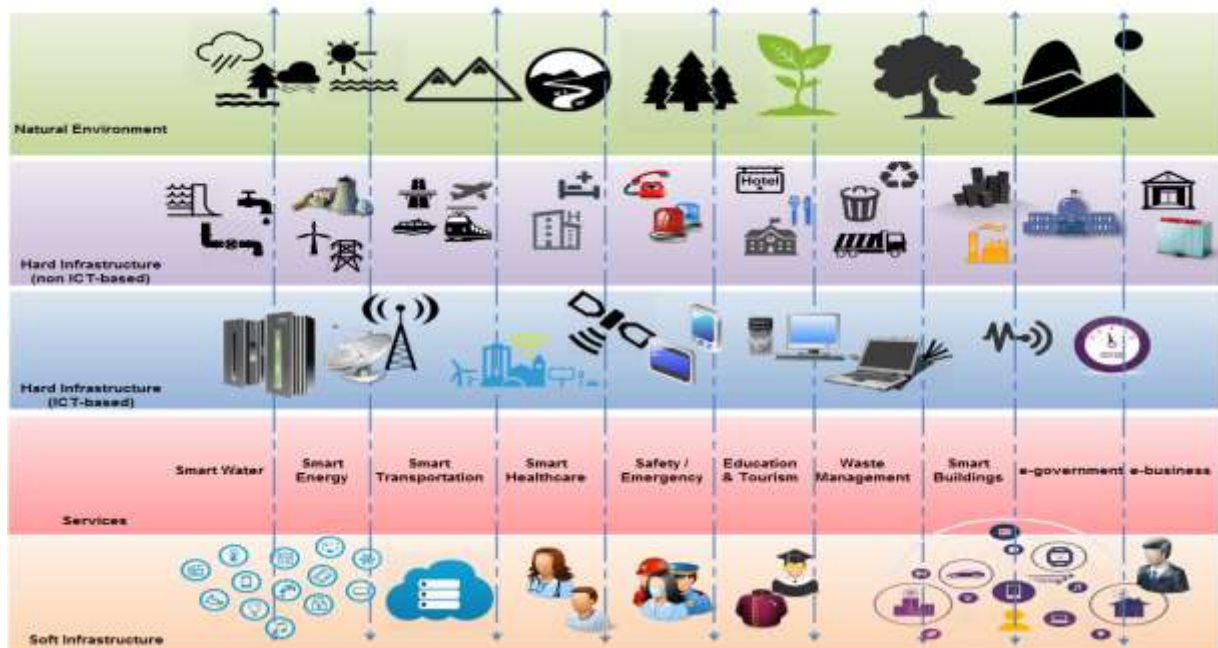 Natural Environment
Hotel
H
Hard Infrastructure
(non ICT-based)
Hard Infrastructure
(ICT-based)
Smart Water
Smart
Energy
Smart
Transportation
Smart
Healthcare
Safety /
Emergency
Education
& Tourism
Waste
Management
Smart
Buildings
e-government
e-business
Services
Soft Infrastructure